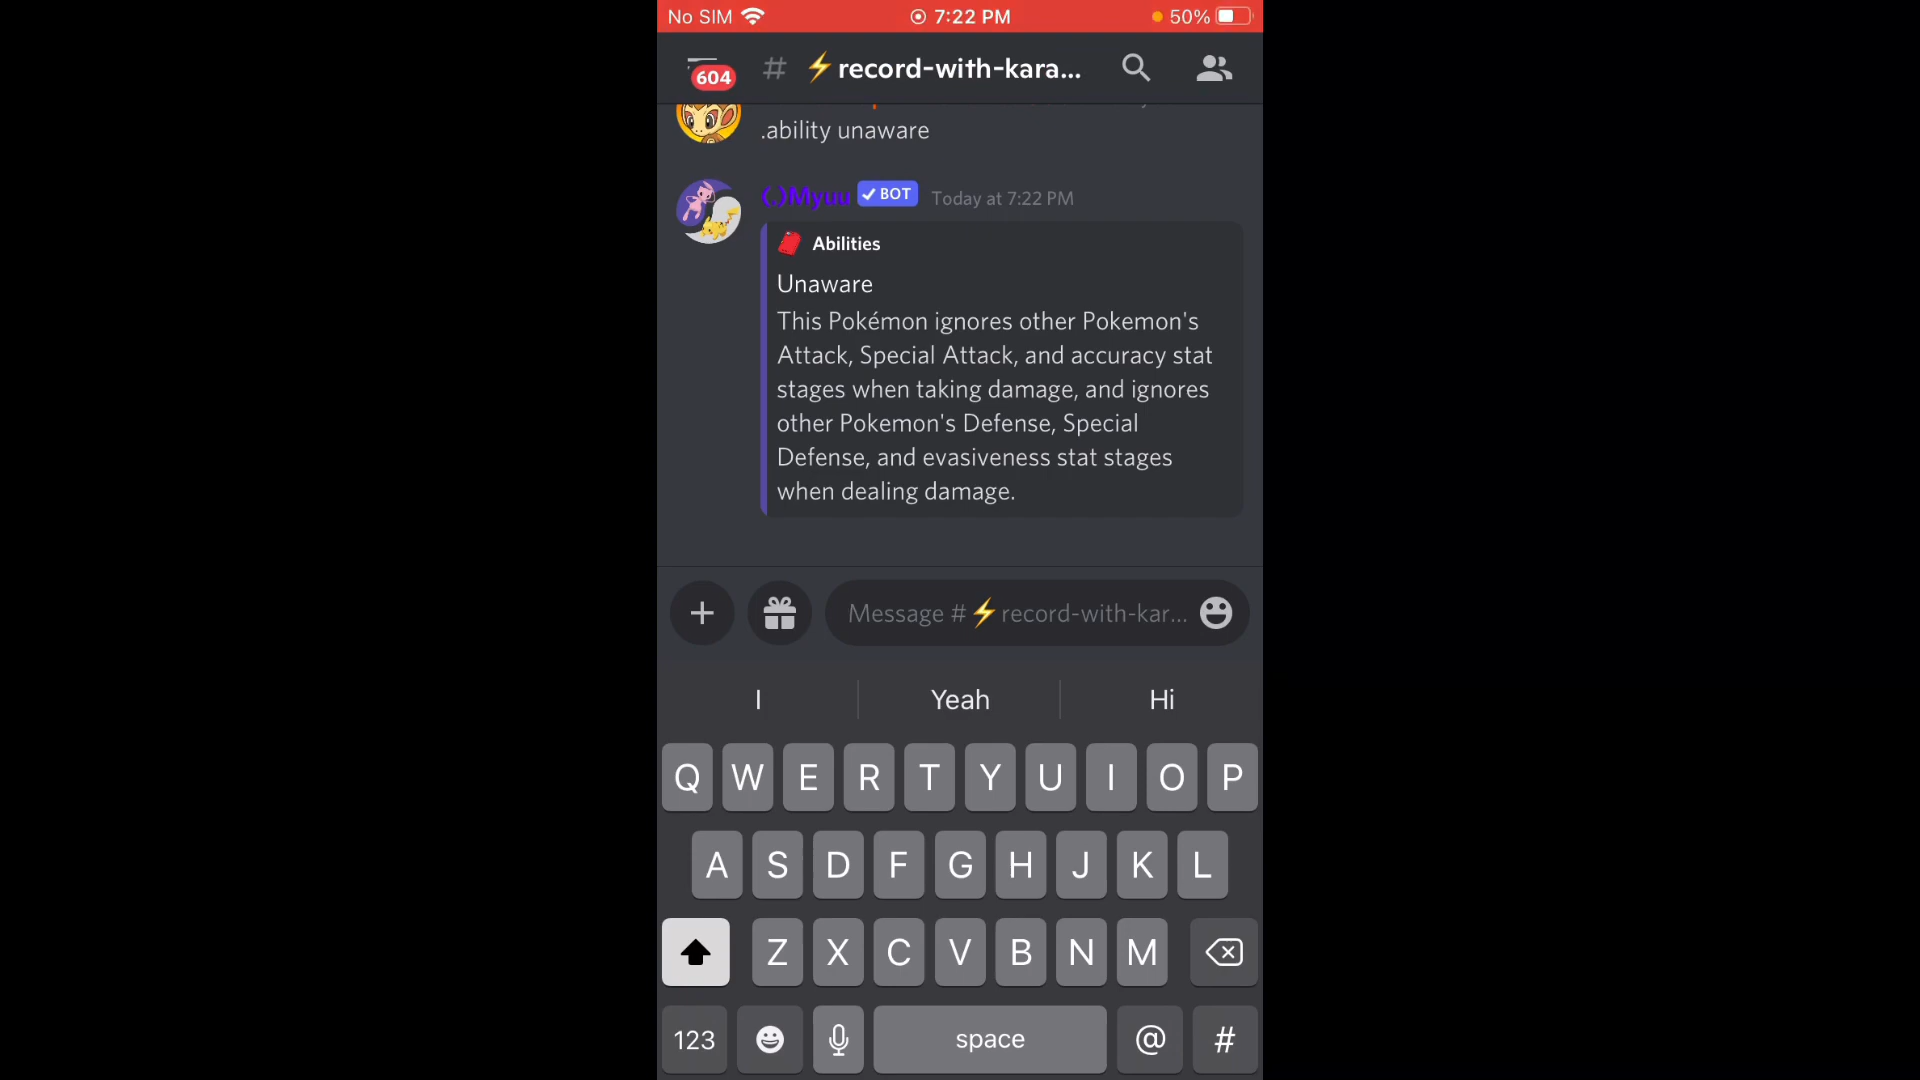 No SIM 7:22 PM 50%
604 # ⚡record-with-kara...
.ability unaware
(.)Myuu ✓ BOT Today at 7:22 PM
Abilities
Unaware
This Pokémon ignores other Pokemon's
Attack, Special Attack, and accuracy stat
stages when taking damage, and ignores
other Pokemon's Defense, Special
Defense, and evasiveness stat stages
when dealing damage.
Message #⚡record-with-kar...
I Yeah Hi
Q W E R T Y U I O P
A S D F G H J K L
Z X C V B N M
123 space @ #